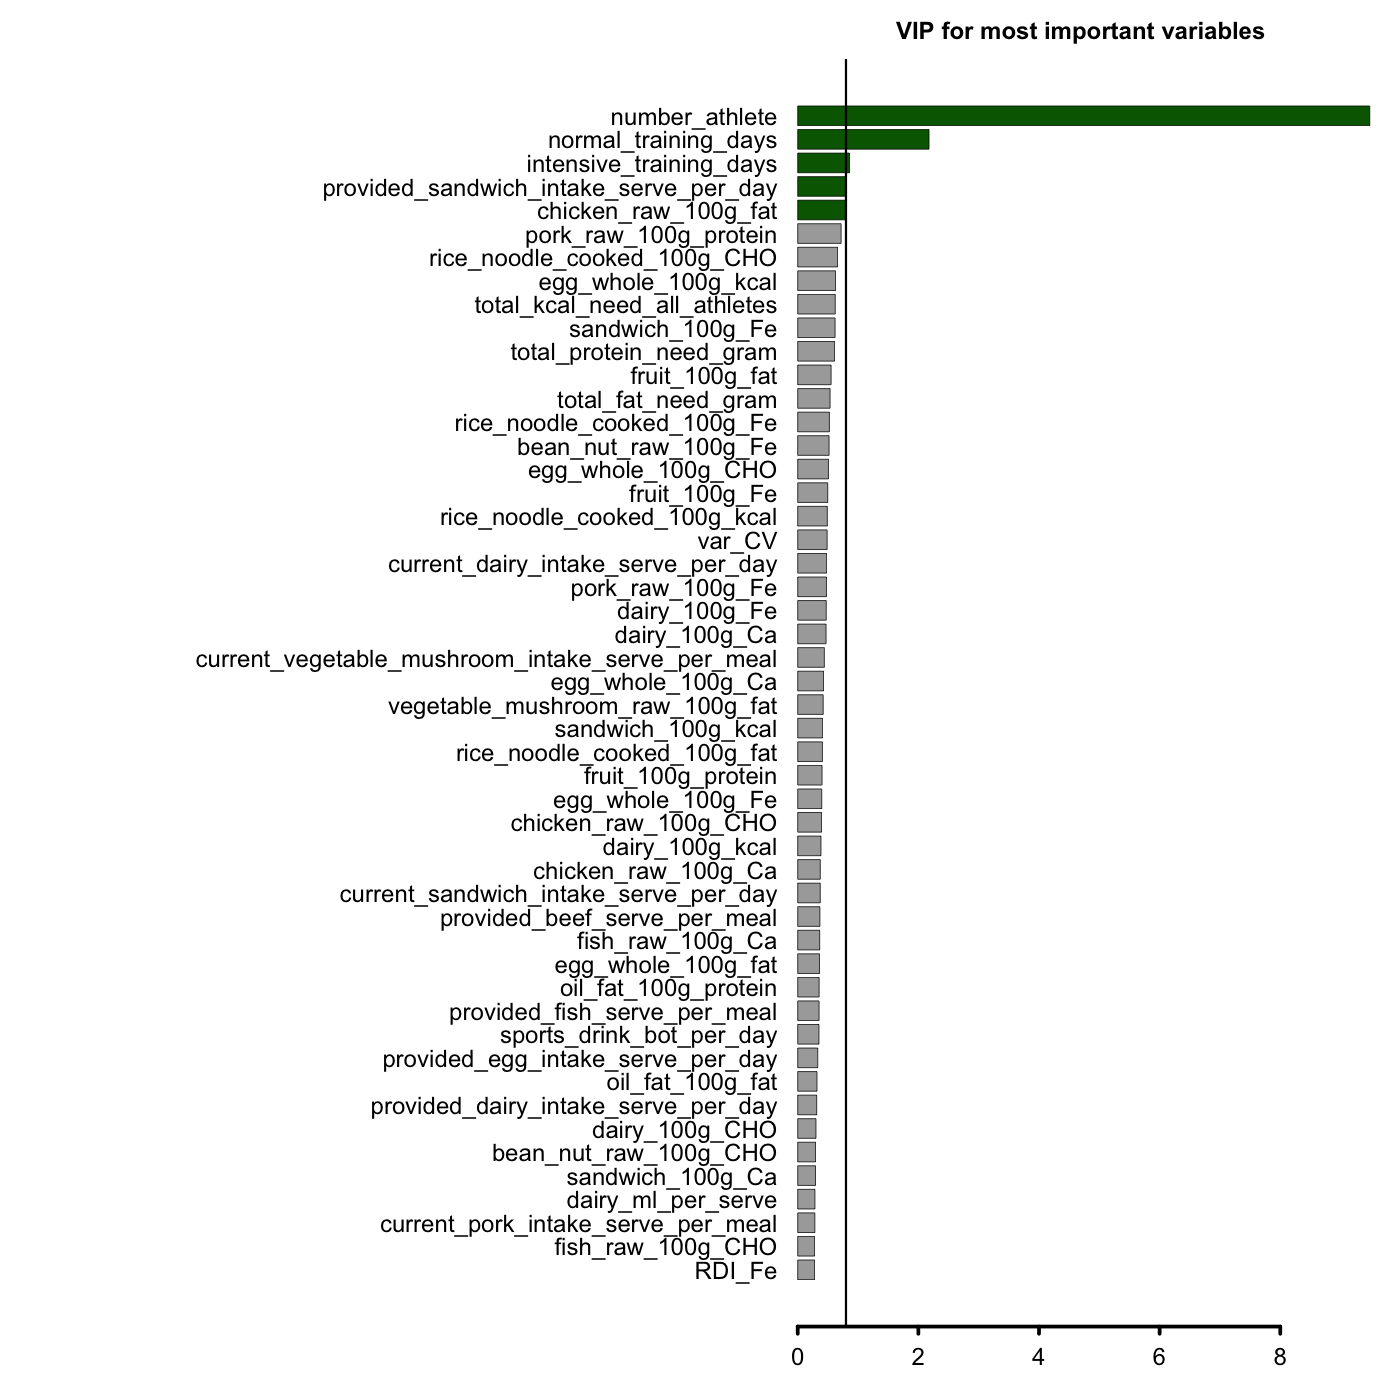 VIP for most important variables
number_athlete
normal_training_days
intensive_training_days
provided_sandwich_intake_serve_per_day
chicken_raw_100g_fat
pork_raw_100g_protein
rice_noodle_cooked_100g_CHO
egg_whole_100g_kcal
total_kcal_need_all_athletes
sandwich_100g_Fe
total_protein_need_gram
fruit_100g_fat
total_fat_need_gram
rice_noodle_cooked_100g_Fe
bean_nut_raw_100g_Fe
egg_whole_100g_CHO
fruit_100g_Fe
rice_noodle_cooked_100g_kcal
var_CV
current_dairy_intake_serve_per_day
pork_raw_100g_Fe
dairy_100g_Fe
dairy_100g_Ca
current_vegetable_mushroom_intake_serve_per_meal
egg_whole_100g_Ca
vegetable_mushroom_raw_100g_fat
sandwich_100g_kcal
rice_noodle_cooked_100g_fat
fruit_100g_protein
egg_whole_100g_Fe
chicken_raw_100g_CHO
dairy_100g_kcal
chicken_raw_100g_Ca
current_sandwich_intake_serve_per_day
provided_beef_serve_per_meal
fish_raw_100g_Ca
egg_whole_100g_fat
oil_fat_100g_protein
provided_fish_serve_per_meal
sports_drink_bot_per_day
provided_egg_intake_serve_per_day
oil_fat_100g_fat
provided_dairy_intake_serve_per_day
dairy_100g_CHO
bean_nut_raw_100g_CHO
sandwich_100g_Ca
dairy_ml_per_serve
current_pork_intake_serve_per_meal
fish_raw_100g_CHO
RDI_Fe
0 2 4 6 8